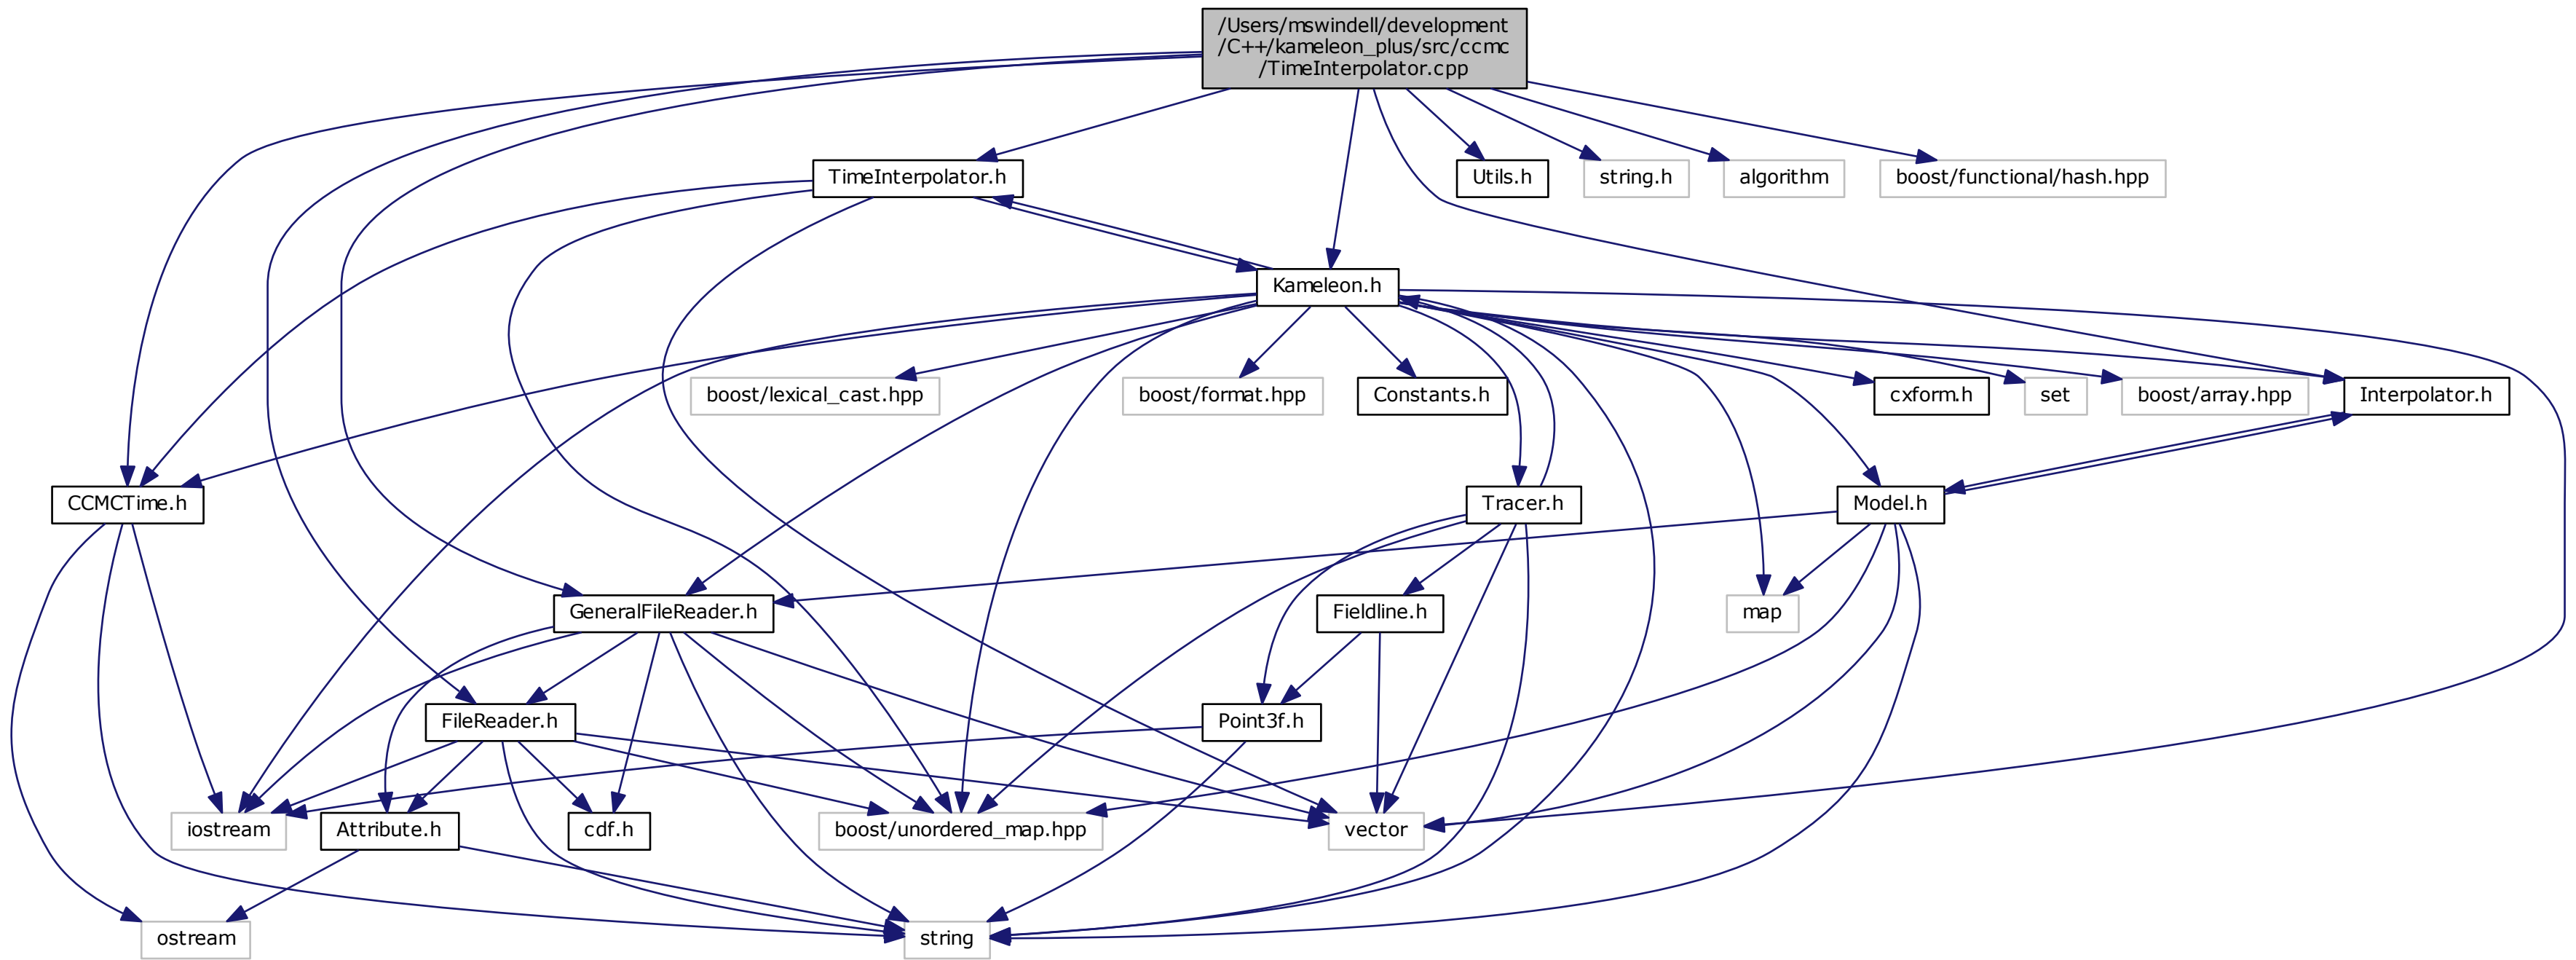 /Users/mswindell/development
/C++/kameleon_plus/src/ccmc
/TimeInterpolator.cpp
TimeInterpolator.h
Utils.h
string.h
algorithm
boost/functional/hash.hpp
Kameleon.h
boost/lexical_cast.hpp
boost/format.hpp
Constants.h
cxform.h
set
boost/array.hpp
Interpolator.h
CCMCTime.h
Tracer.h
Model.h
GeneralFileReader.h
Fieldline.h
map
FileReader.h
Point3f.h
iostream
Attribute.h
cdf.h
boost/unordered_map.hpp
vector
ostream
string